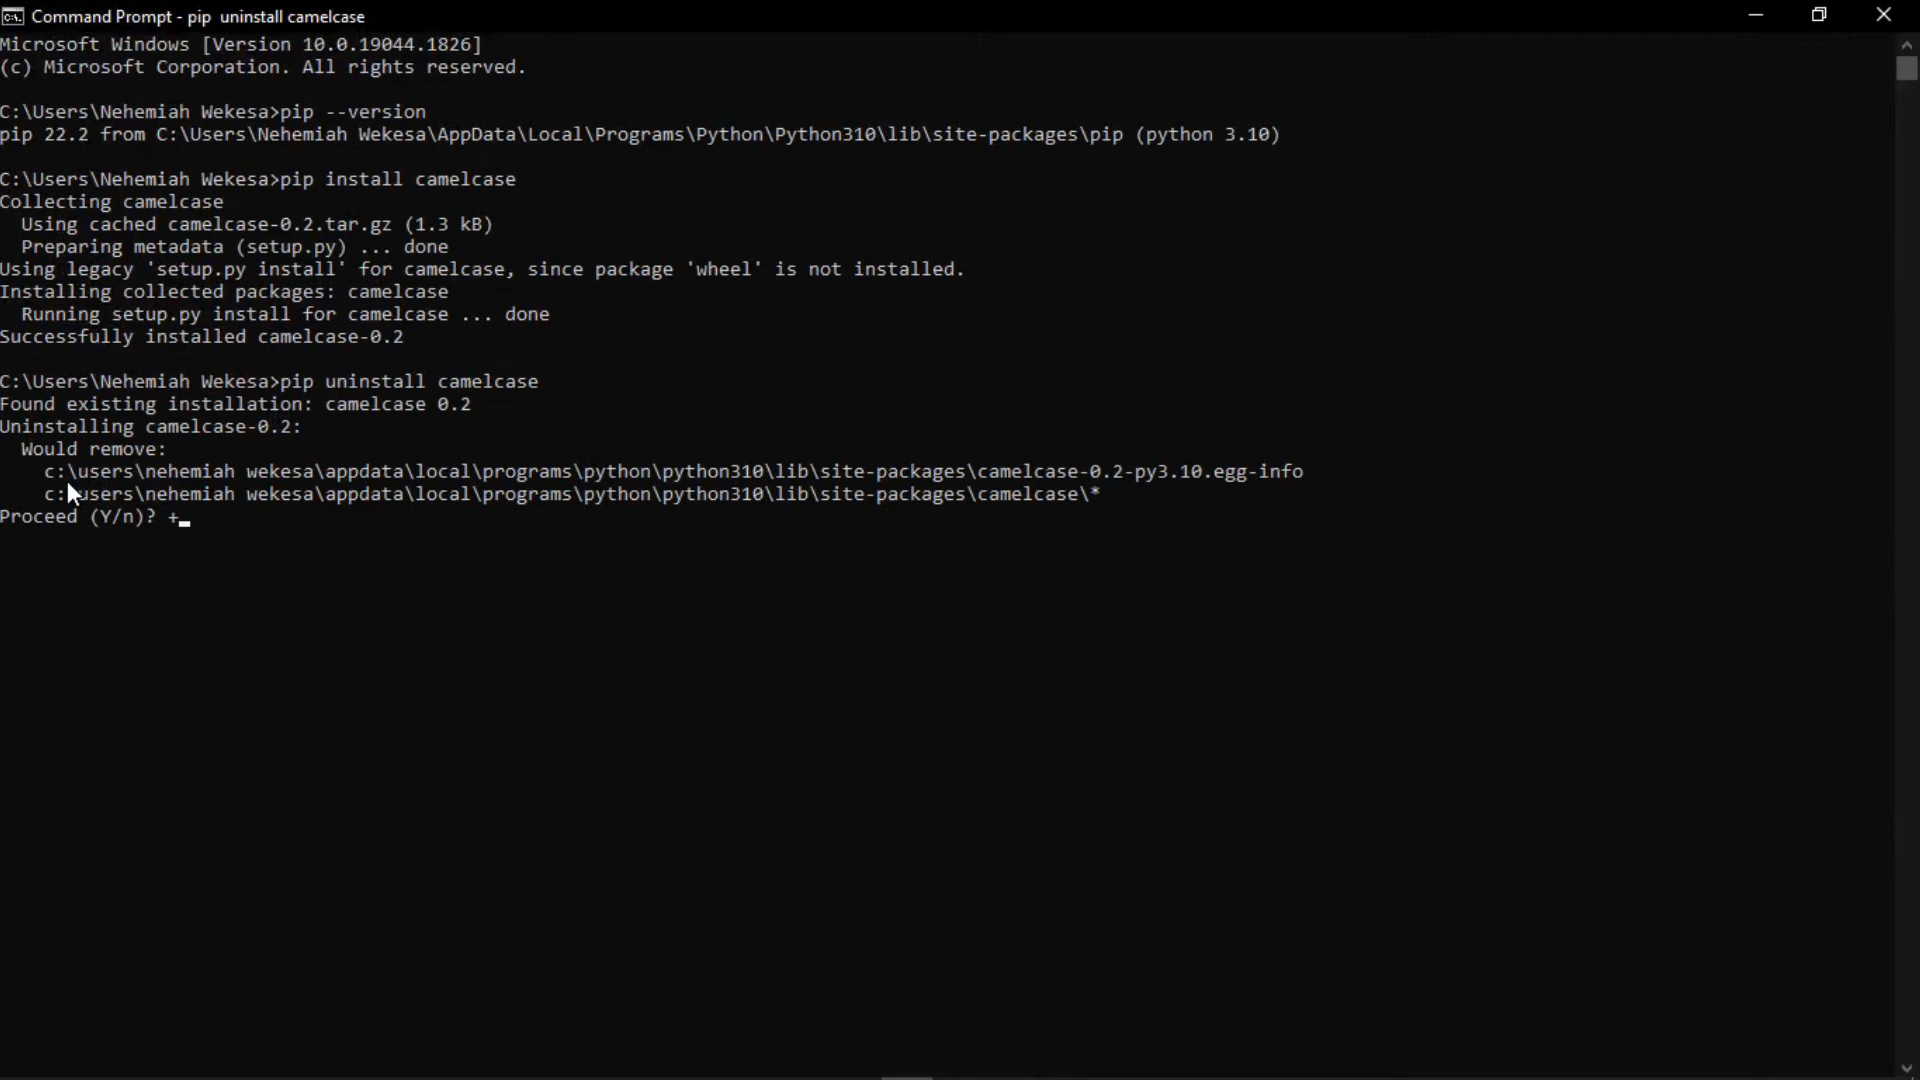 Command Prompt - pip  uninstall camelcase
Microsoft Windows [Version 10.0.19044.1826]
(c) Microsoft Corporation. All rights reserved.
C:\Users\Nehemiah Wekesa>pip --version
pip 22.2 from C:\Users\Nehemiah Wekesa\AppData\Local\Programs\Python\Python310\lib\site-packages\pip (python 3.10)
C:\Users\Nehemiah Wekesa>pip install camelcase
Collecting camelcase
  Using cached camelcase-0.2.tar.gz (1.3 kB)
  Preparing metadata (setup.py) ... done
Using legacy 'setup.py install' for camelcase, since package 'wheel' is not installed.
Installing collected packages: camelcase
  Running setup.py install for camelcase ... done
Successfully installed camelcase-0.2
C:\Users\Nehemiah Wekesa>pip uninstall camelcase
Found existing installation: camelcase 0.2
Uninstalling camelcase-0.2:
  Would remove:
    c:\users\nehemiah wekesa\appdata\local\programs\python\python310\lib\site-packages\camelcase-0.2-py3.10.egg-info
    c:\users\nehemiah wekesa\appdata\local\programs\python\python310\lib\site-packages\camelcase\*
Proceed (Y/n)? +